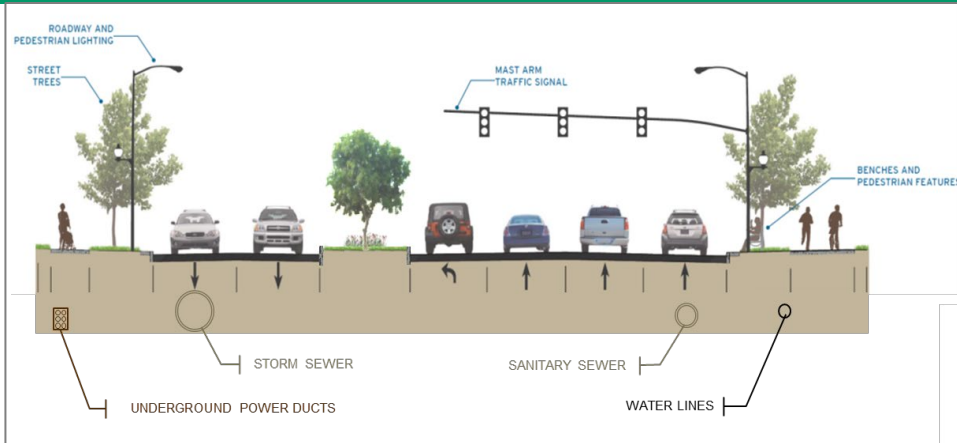 ROADWAY AND
PEDESTRIAN LIGHTING
STREET
TREES
MAST ARM
TRAFFIC SIGNAL
BENCHES AND
PEDESTRIAN FEATURES
STORM SEWER
SANITARY SEWER
UNDERGROUND POWER DUCTS
WATER LINES